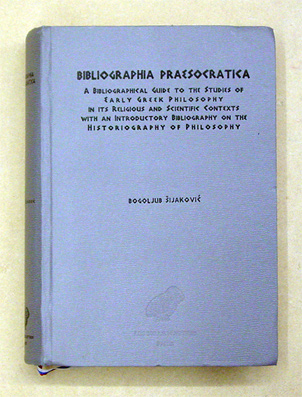 BIBLIOGRAPHIA PRAESOCRATICA
A BIBLIOGRAPHICAL GUIDE TO THE STUDIES OF
EARLY GREEK PHILOSOPHY
IN ITS RELIGIOUS AND SCIENTIFIC CONTEXTS
WITH AN INTRODUCTORY BIBLIOGRAPHY ON THE
HISTORIOGRAPHY OF PHILOSOPHY
BOGOLJUB ŠIJAKOVIĆ